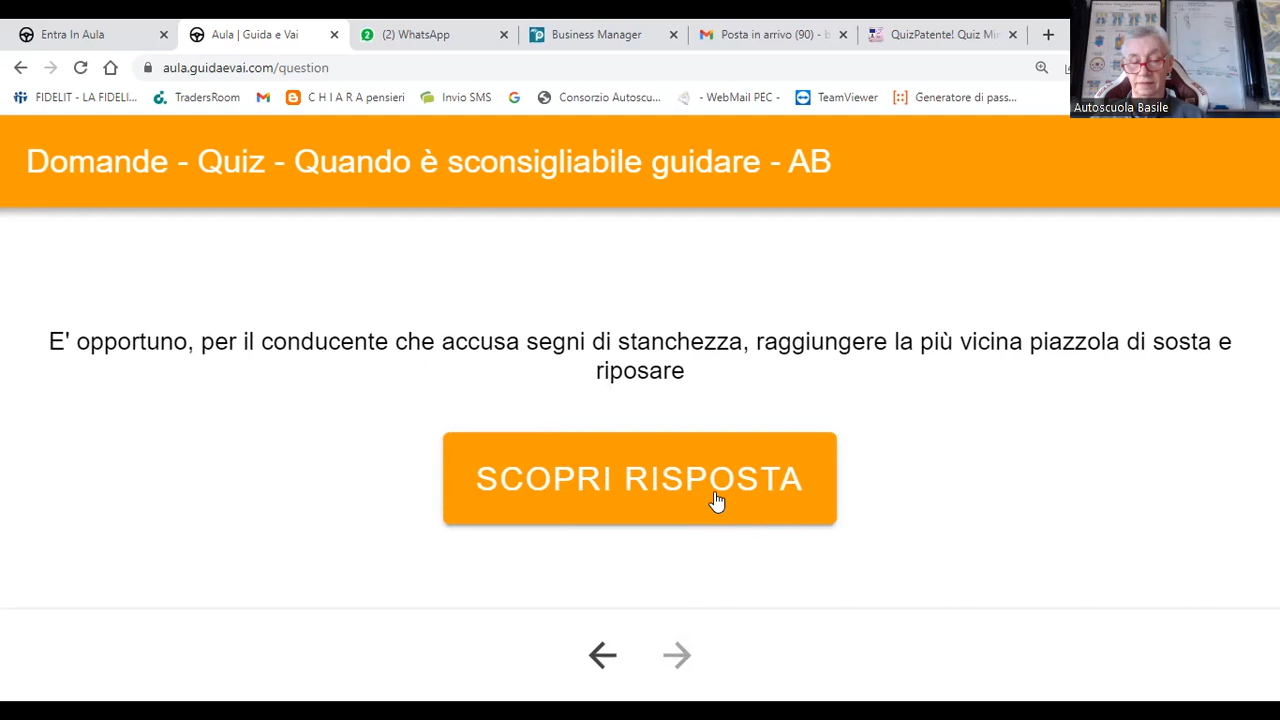 Entra In Aula
Aula | Guida e Vai
(2) WhatsApp
Business Manager
Posta in arrivo (90) - b
QuizPatente! Quiz Min
aula.guidaevai.com/question
FIDELIT - LA FIDELI...
TradersRoom
C H I A R A pensieri
Invio SMS
Consorzio Autoscu...
- WebMail PEC -
TeamViewer
Generatore di pass...
Autoscuola Basile
Domande - Quiz - Quando è sconsigliabile guidare - AB
E' opportuno, per il conducente che accusa segni di stanchezza, raggiungere la più vicina piazzola di sosta e
riposare
SCOPRI RISPOSTA